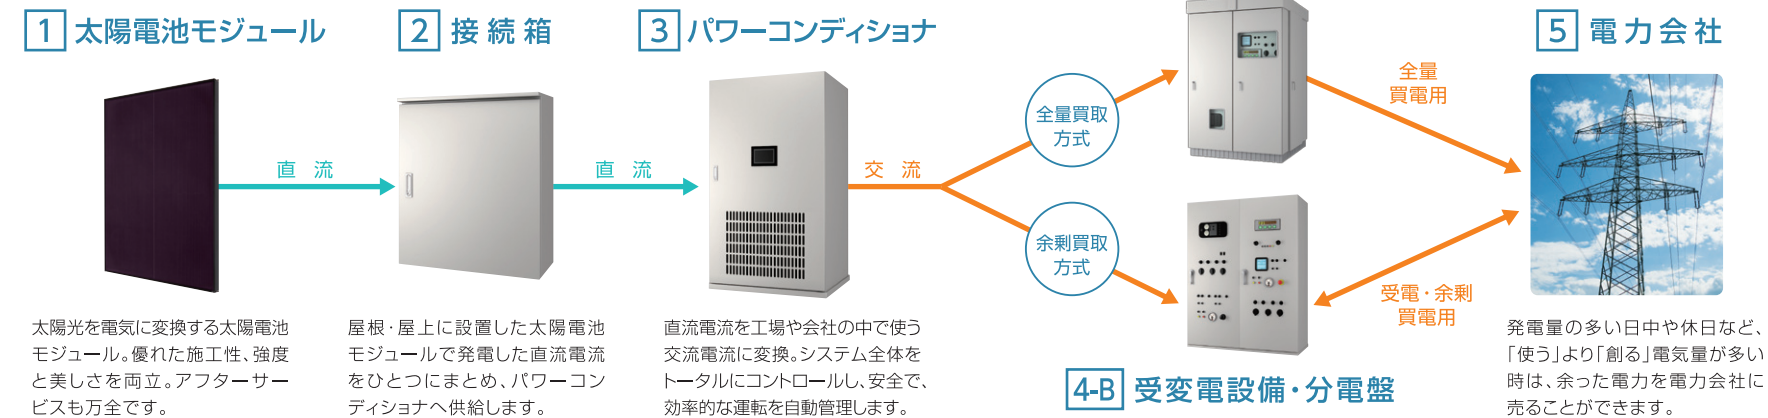 1 太陽電池モジュール
2 接続箱
3 パワーコンディショナ
5 電力会社
直流
直流
交流
全量買取
方式
余剰買取
方式
全量
買電用
受電・余剰
買電用
太陽光を電気に変換する太陽電池
モジュール。優れた施工性、強度
と美しさを両立。アフターサー
ビスも万全です。
屋根・屋上に設置した太陽電池
モジュールで発電した直流電流
をひとつにまとめ、パワーコン
ディショナへ供給します。
直流電流を工場や会社の中で使う
交流電流に変換。システム全体を
トータルにコントロールし、安全で、
効率的な運転を自動管理します。
4-B 受変電設備・分電盤
発電量の多い日中や休日など、
「使う」より「創る」電気量が多い
時は、余った電力を電力会社に
売ることができます。